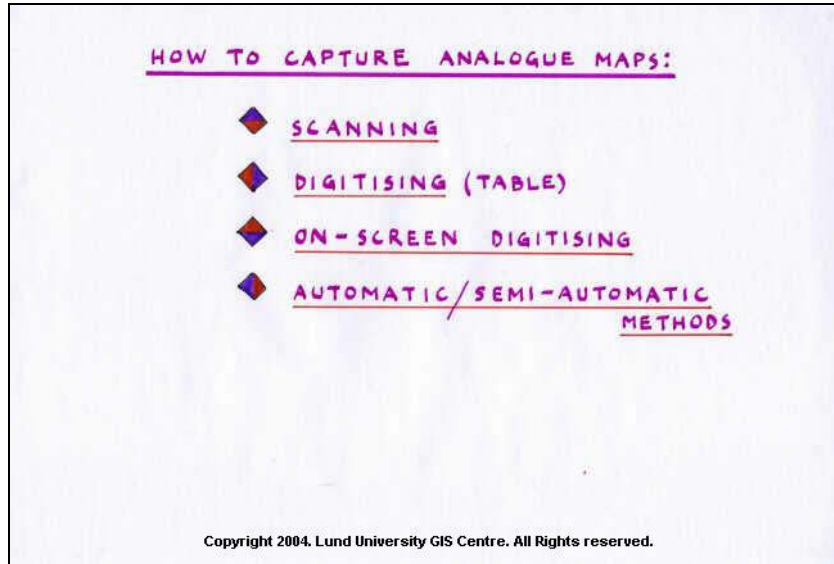 HOW TO CAPTURE ANALOGUE MAPS:
SCANNING
DIGITISING (TABLE)
ON-SCREEN DIGITISING
AUTOMATIC/SEMI-AUTOMATIC
METHODS
Copyright 2004. Lund University GIS Centre. All Rights reserved.